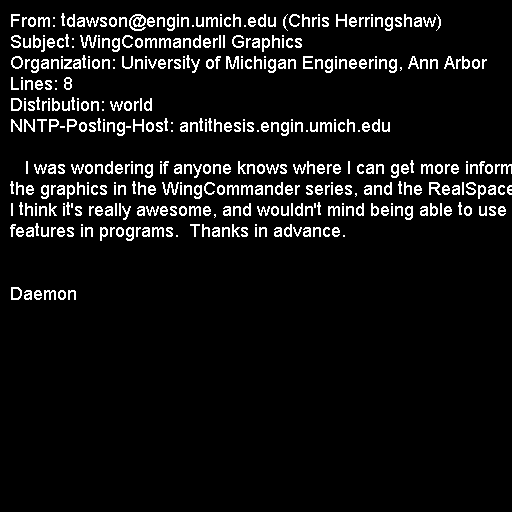 From: tdawson@engin.umich.edu (Chris Herringshaw)
Subject: WingCommanderII Graphics
Organization: University of Michigan Engineering, Ann Arbor
Lines: 8
Distribution: world
NNTP-Posting-Host: antithesis.engin.umich.edu

I was wondering if anyone knows where I can get more inform
the graphics in the WingCommander series, and the RealSpace
I think it's really awesome, and wouldn't mind being able to use
features in programs.  Thanks in advance.

Daemon